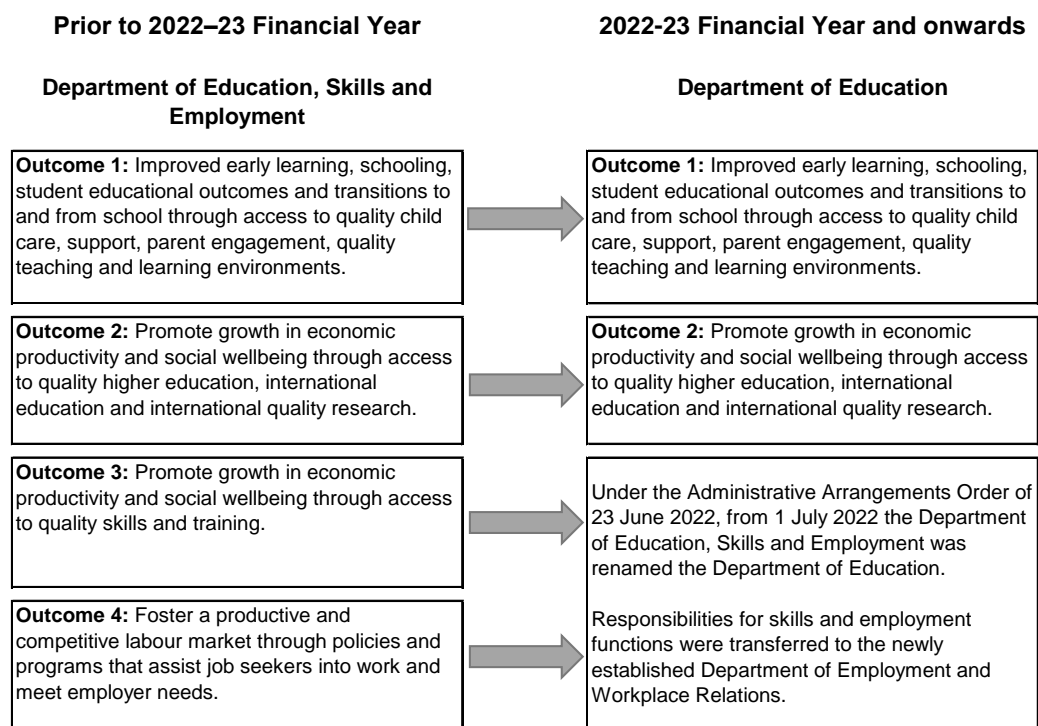 Prior to 2022–23 Financial Year
2022-23 Financial Year and onwards
Department of Education, Skills and
Employment
Department of Education
Outcome 1: Improved early learning, schooling,
student educational outcomes and transitions to
and from school through access to quality child
care, support, parent engagement, quality
teaching and learning environments.
Outcome 1: Improved early learning, schooling,
student educational outcomes and transitions to
and from school through access to quality child
care, support, parent engagement, quality
teaching and learning environments.
Outcome 2: Promote growth in economic
productivity and social wellbeing through access
to quality higher education, international
education and international quality research.
Outcome 2: Promote growth in economic
productivity and social wellbeing through access
to quality higher education, international
education and international quality research.
Outcome 3: Promote growth in economic
productivity and social wellbeing through access
to quality skills and training.
Outcome 4: Foster a productive and
competitive labour market through policies and
programs that assist job seekers into work and
meet employer needs.
Under the Administrative Arrangements Order of
23 June 2022, from 1 July 2022 the Department
of Education, Skills and Employment was
renamed the Department of Education.
Responsibilities for skills and employment
functions were transferred to the newly
established Department of Employment and
Workplace Relations.